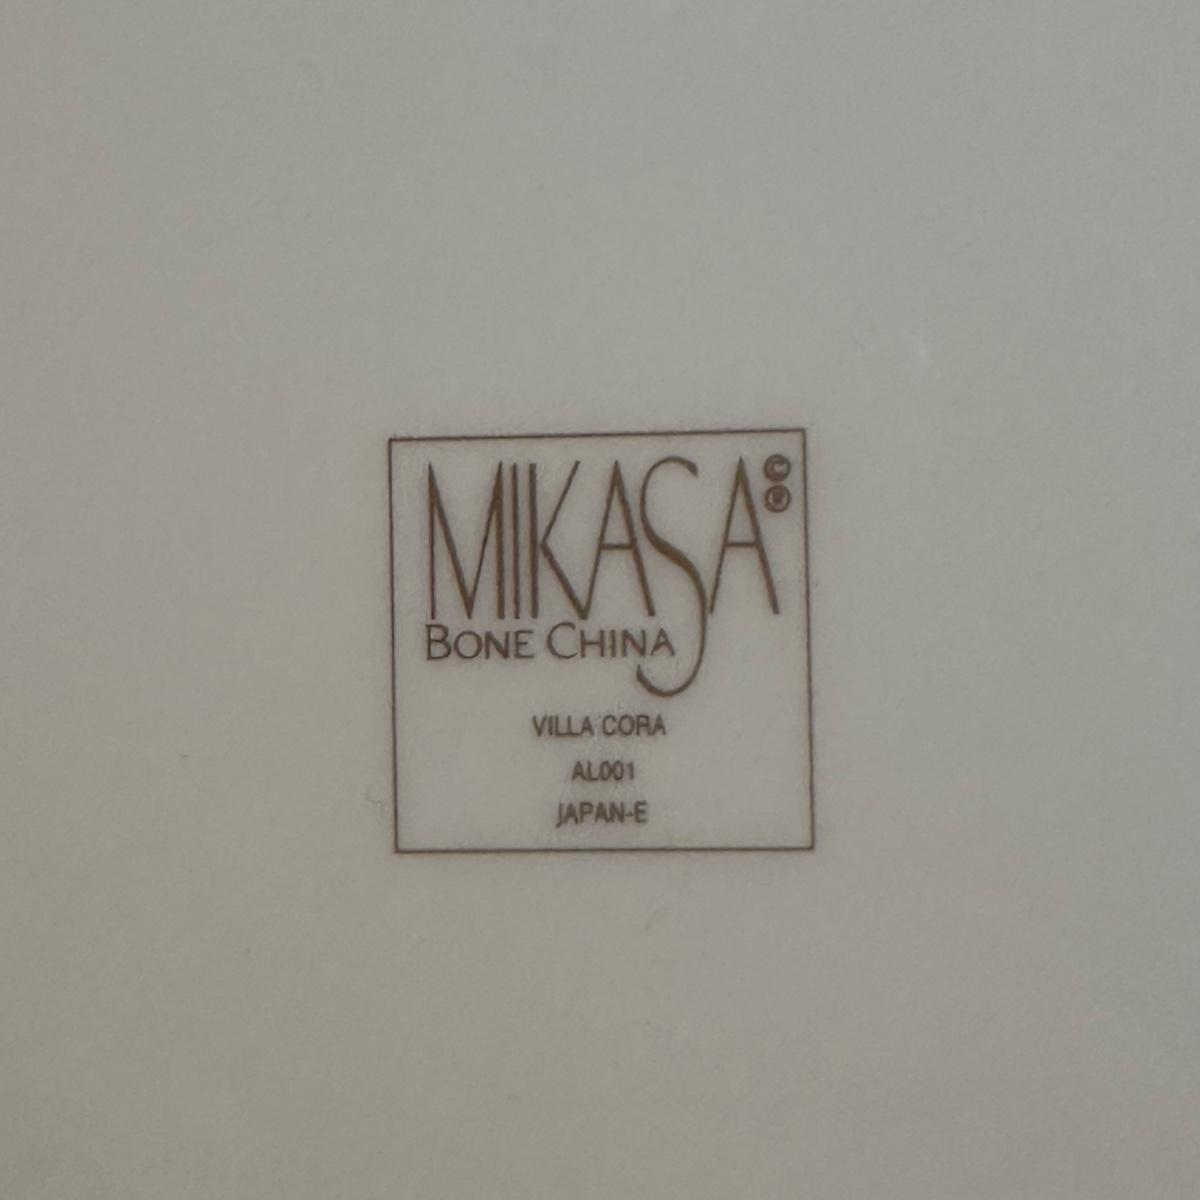 MIKASA©®
BONE CHINA
VILLA CORA
AL001
JAPAN-E